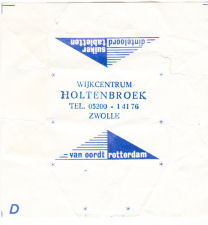 suiker dinteloord
tabletten
WIJKCENTRUM
HOLTENBROEK
TEL. 05200 - 14176
ZWOLLE
van oordt rotterdam
D